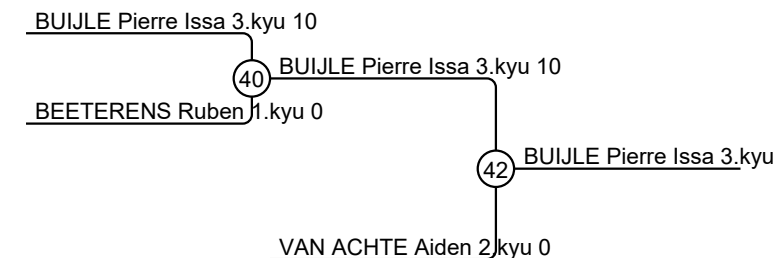 BUIJLE Pierre Issa 3.kyu 10
40
BUIJLE Pierre Issa 3.kyu 10
BEETERENS Ruben 1.kyu 0
42
BUIJLE Pierre Issa 3.kyu
VAN ACHTE Aiden 2.kyu 0